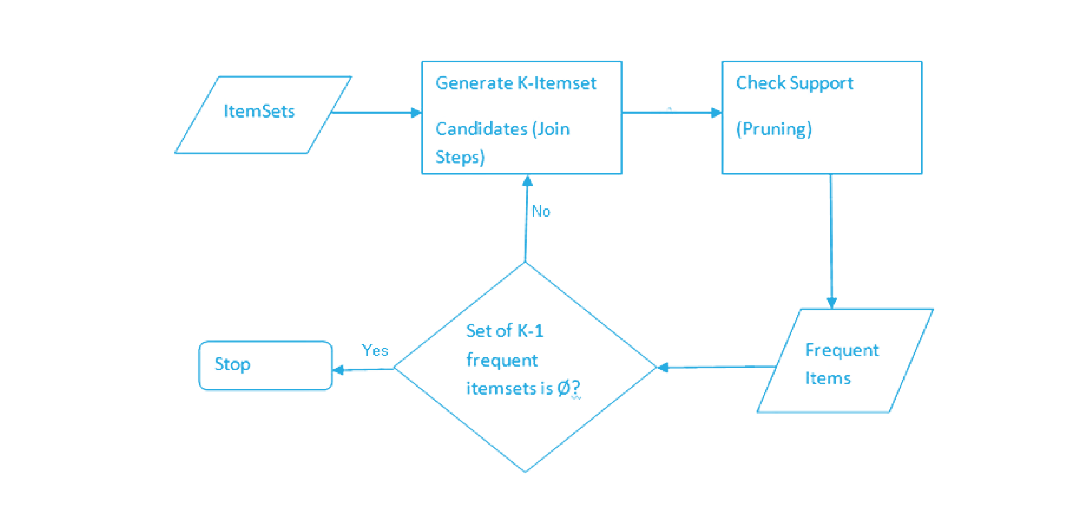 ItemSets
Generate K-Itemset
Candidates (Join
Steps)
Check Support
(Pruning)
No
Set of K-1
frequent
itemsets is Ø?
Yes
Stop
Frequent
Items